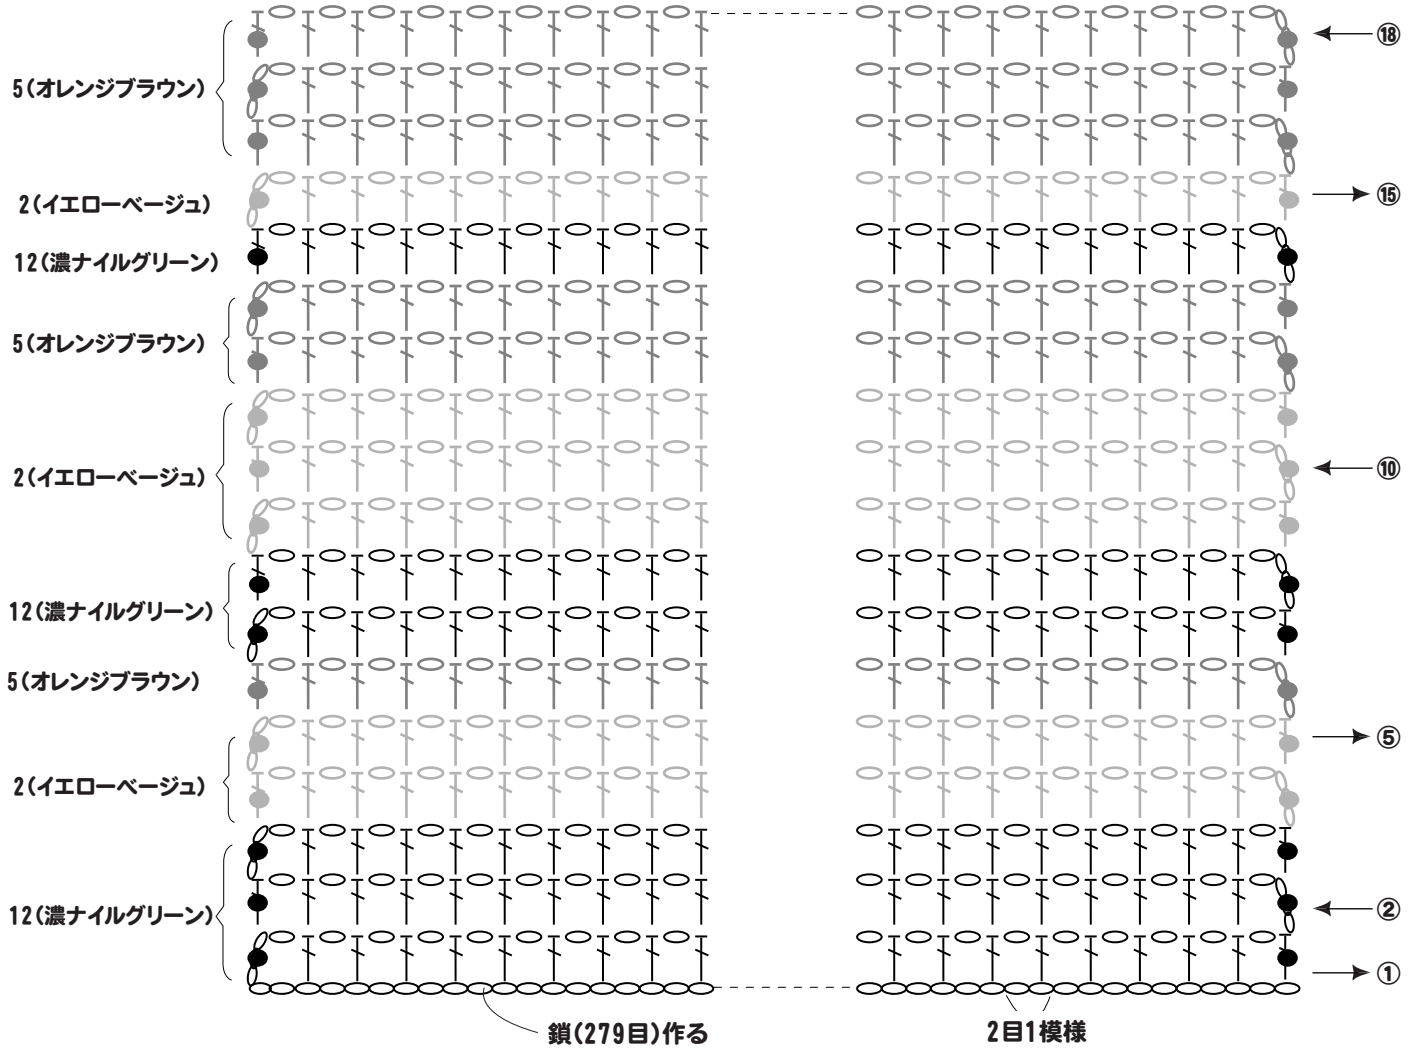 ⑱
5(オレンジブラウン)
2(イエローベージュ)
⑮
12(濃ナイルグリーン)
5(オレンジブラウン)
2(イエローベージュ)
⑩
12(濃ナイルグリーン)
5(オレンジブラウン)
⑤
2(イエローベージュ)
12(濃ナイルグリーン)
②
①
鎖(279目)作る
2目1模様